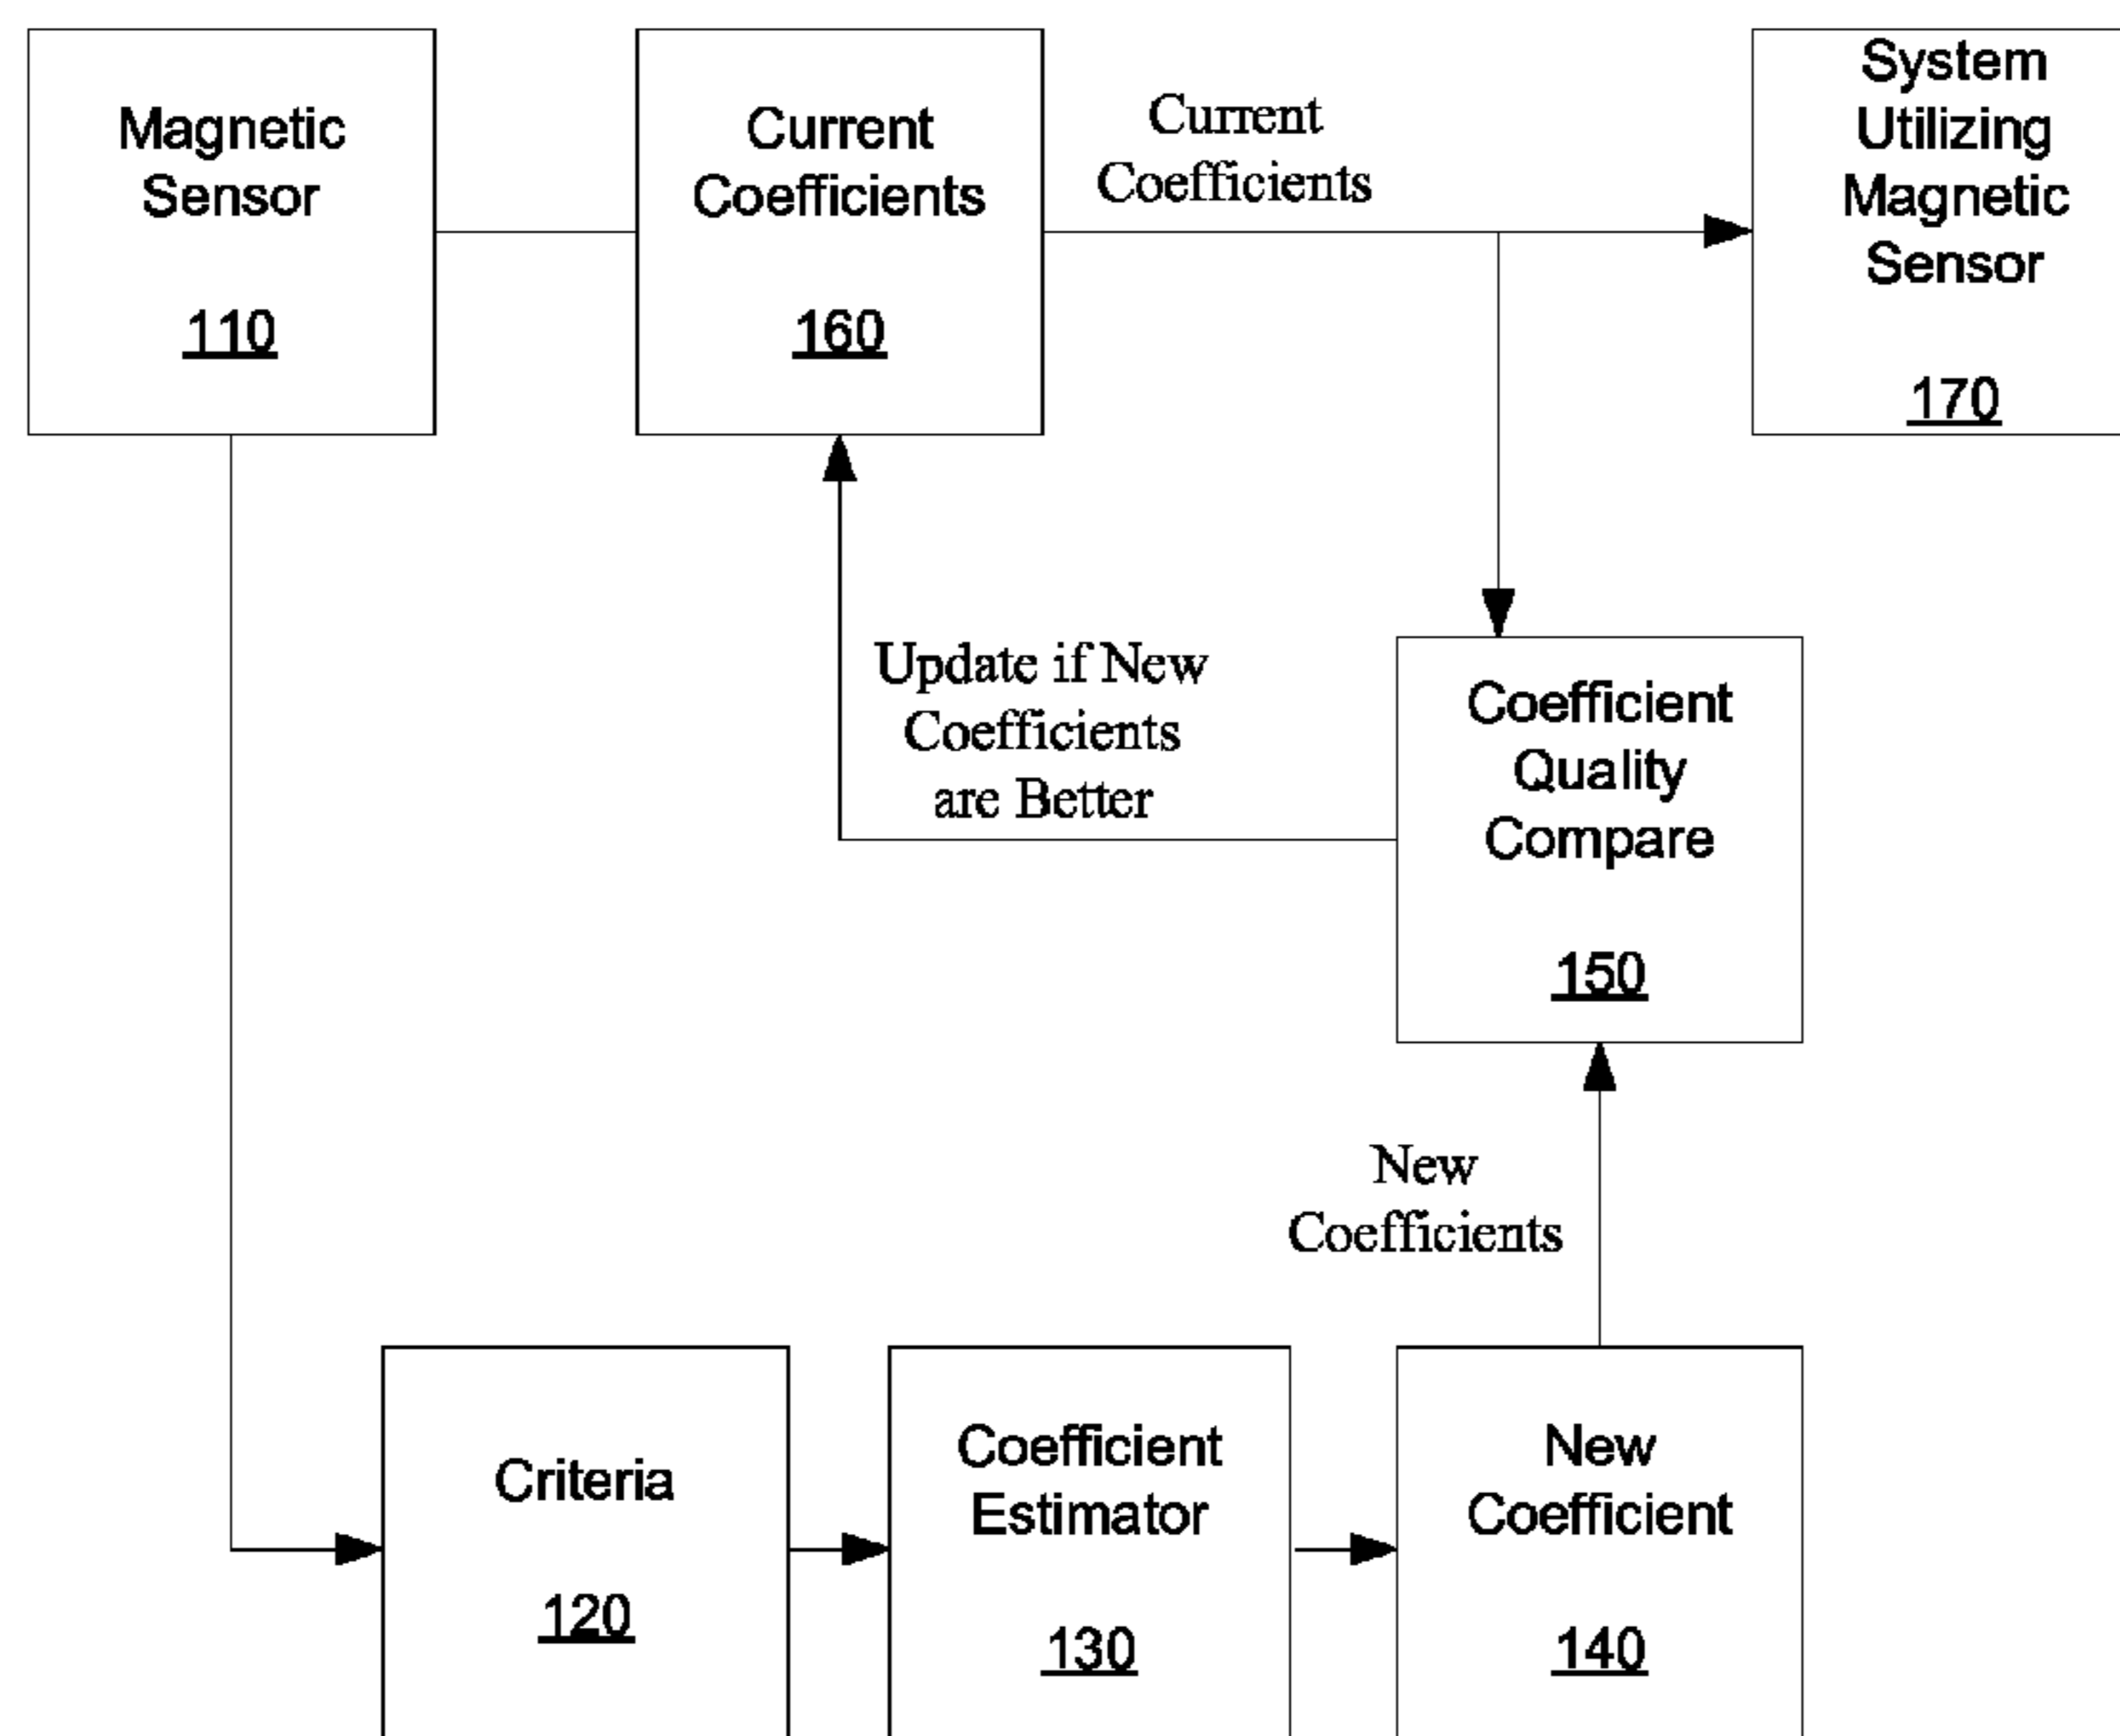 Magnetic
Sensor
110
Current
Coefficients
160
Current
Coefficients
System
Utilizing
Magnetic
Sensor
170
Update if New
Coefficients
are Better
Coefficient
Quality
Compare
150
New
Coefficients
Criteria
120
Coefficient
Estimator
130
New
Coefficient
140